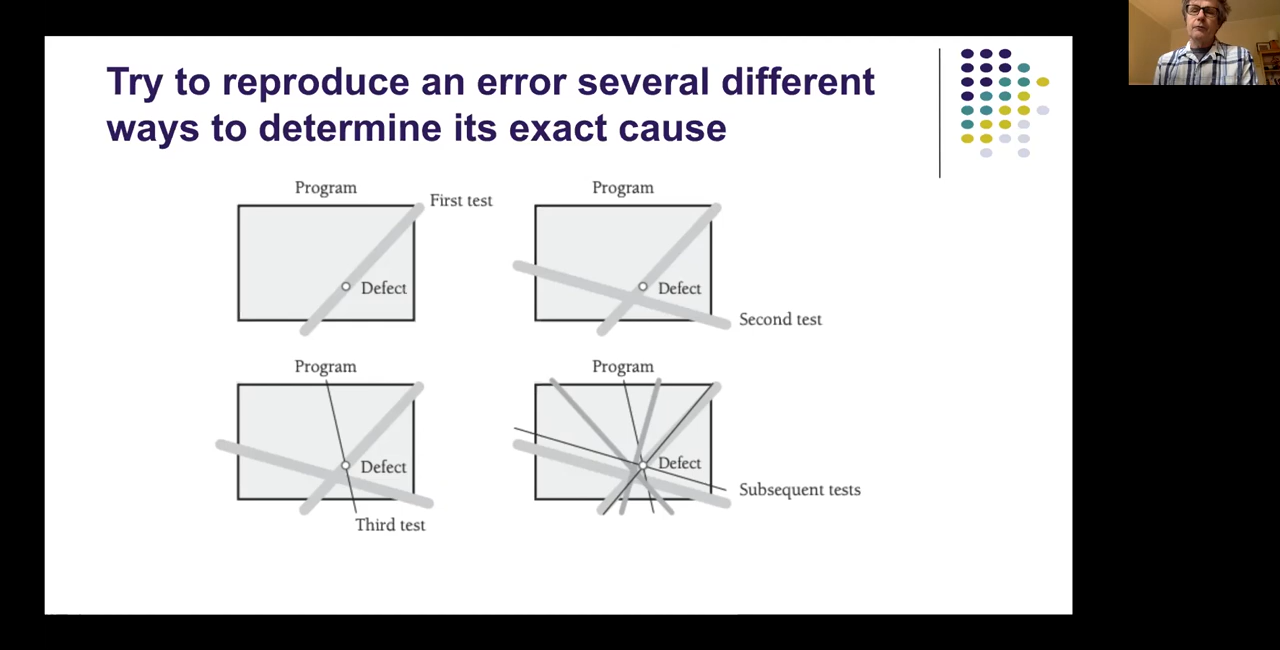 Try to reproduce an error several different
ways to determine its exact cause
Program
First test
Defect
Program
Defect
Second test
Program
Defect
Third test
Program
Defect
Subsequent tests